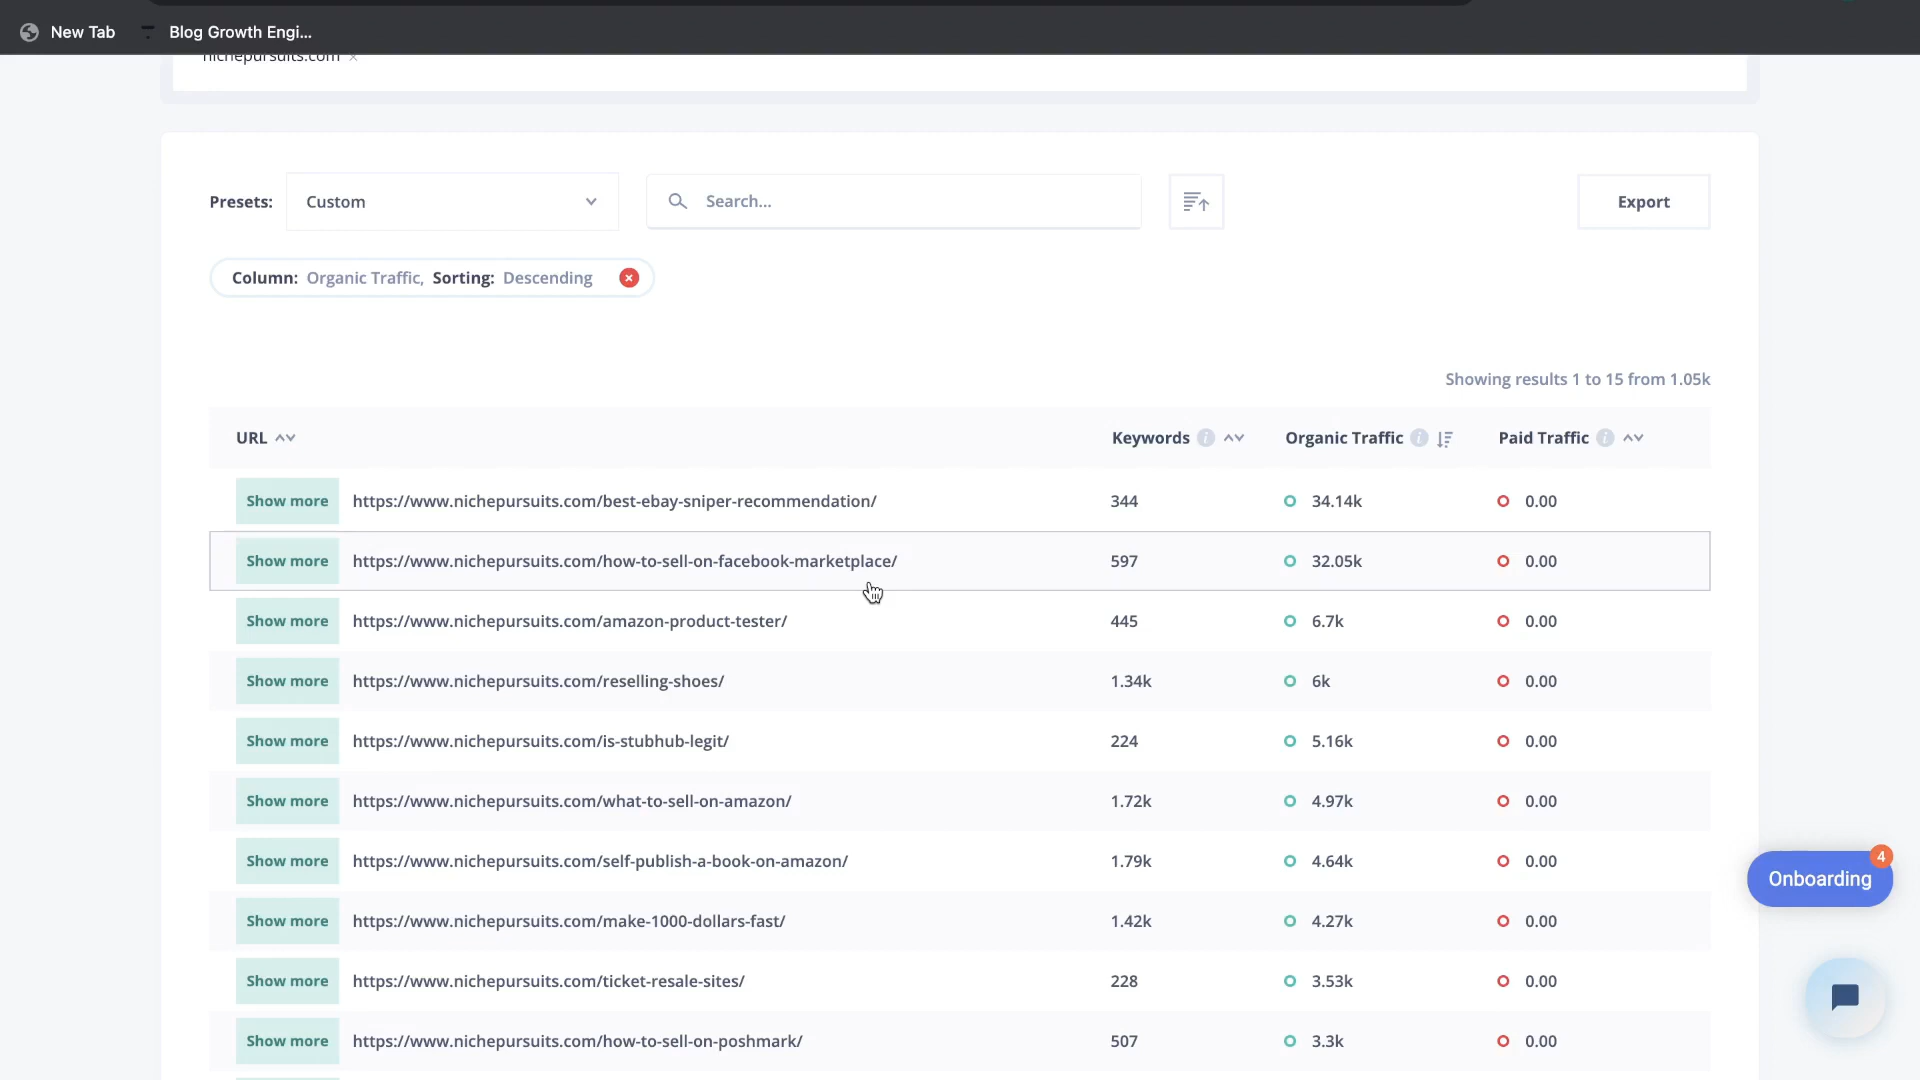 New Tab
Blog Growth Engi...
nichepursuits.com ×
Presets:
Custom
Search...
Export
Column: Organic Traffic, Sorting: Descending
Showing results 1 to 15 from 1.05k
URL Keywords Organic Traffic Paid Traffic
Show more https://www.nichepursuits.com/best-ebay-sniper-recommendation/ 344 34.14k 0.00
Show more https://www.nichepursuits.com/how-to-sell-on-facebook-marketplace/ 597 32.05k 0.00
Show more https://www.nichepursuits.com/amazon-product-tester/ 445 6.7k 0.00
Show more https://www.nichepursuits.com/reselling-shoes/ 1.34k 6k 0.00
Show more https://www.nichepursuits.com/is-stubhub-legit/ 224 5.16k 0.00
Show more https://www.nichepursuits.com/what-to-sell-on-amazon/ 1.72k 4.97k 0.00
Show more https://www.nichepursuits.com/self-publish-a-book-on-amazon/ 1.79k 4.64k 0.00
4
Onboarding
Show more https://www.nichepursuits.com/make-1000-dollars-fast/ 1.42k 4.27k 0.00
Show more https://www.nichepursuits.com/ticket-resale-sites/ 228 3.53k 0.00
Show more https://www.nichepursuits.com/how-to-sell-on-poshmark/ 507 3.3k 0.00